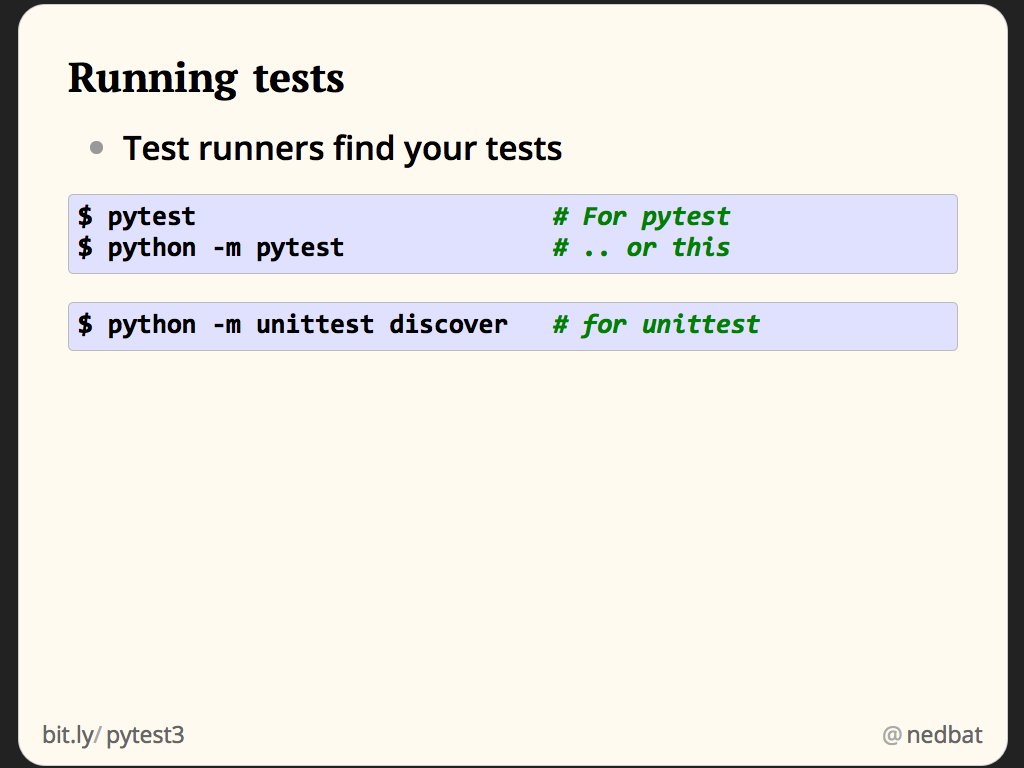 Running tests
Test runners find your tests
$ pytest                        # For pytest
$ python -m pytest              # .. or this
$ python -m unittest discover   # for unittest
bit.ly/pytest3
@nedbat